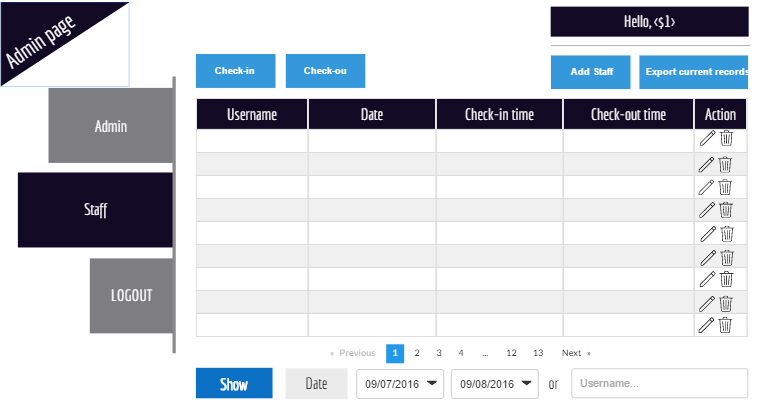 Admin page
Hello, <$1>
Check-in
Check-ou
Add Staff
Export current records
Admin
Staff
LOGOUT
Username Date Check-in time Check-out time Action
« Previous 1 2 3 4 ... 12 13 Next »
Show Date 09/07/2016 09/08/2016 or Username...